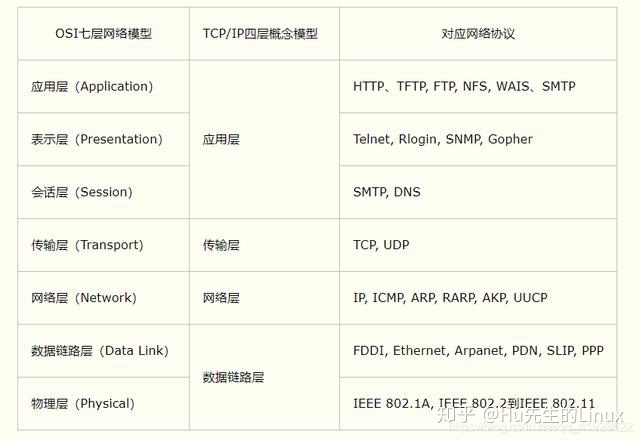 OSI七层网络模型 TCP/IP四层概念模型 对应网络协议
应用层（Application） HTTP、TFTP, FTP, NFS, WAIS、SMTP
表示层（Presentation） 应用层 Telnet, Rlogin, SNMP, Gopher
会话层（Session） SMTP, DNS
传输层（Transport） 传输层 TCP, UDP
网络层（Network） 网络层 IP, ICMP, ARP, RARP, AKP, UUCP
数据链路层（Data Link） FDDI, Ethernet, Arpanet, PDN, SLIP, PPP
数据链路层
物理层（Physical） IEEE 802.1A, IEEE 802.2到IEEE 802.11
知乎 @Hu先生的Linux